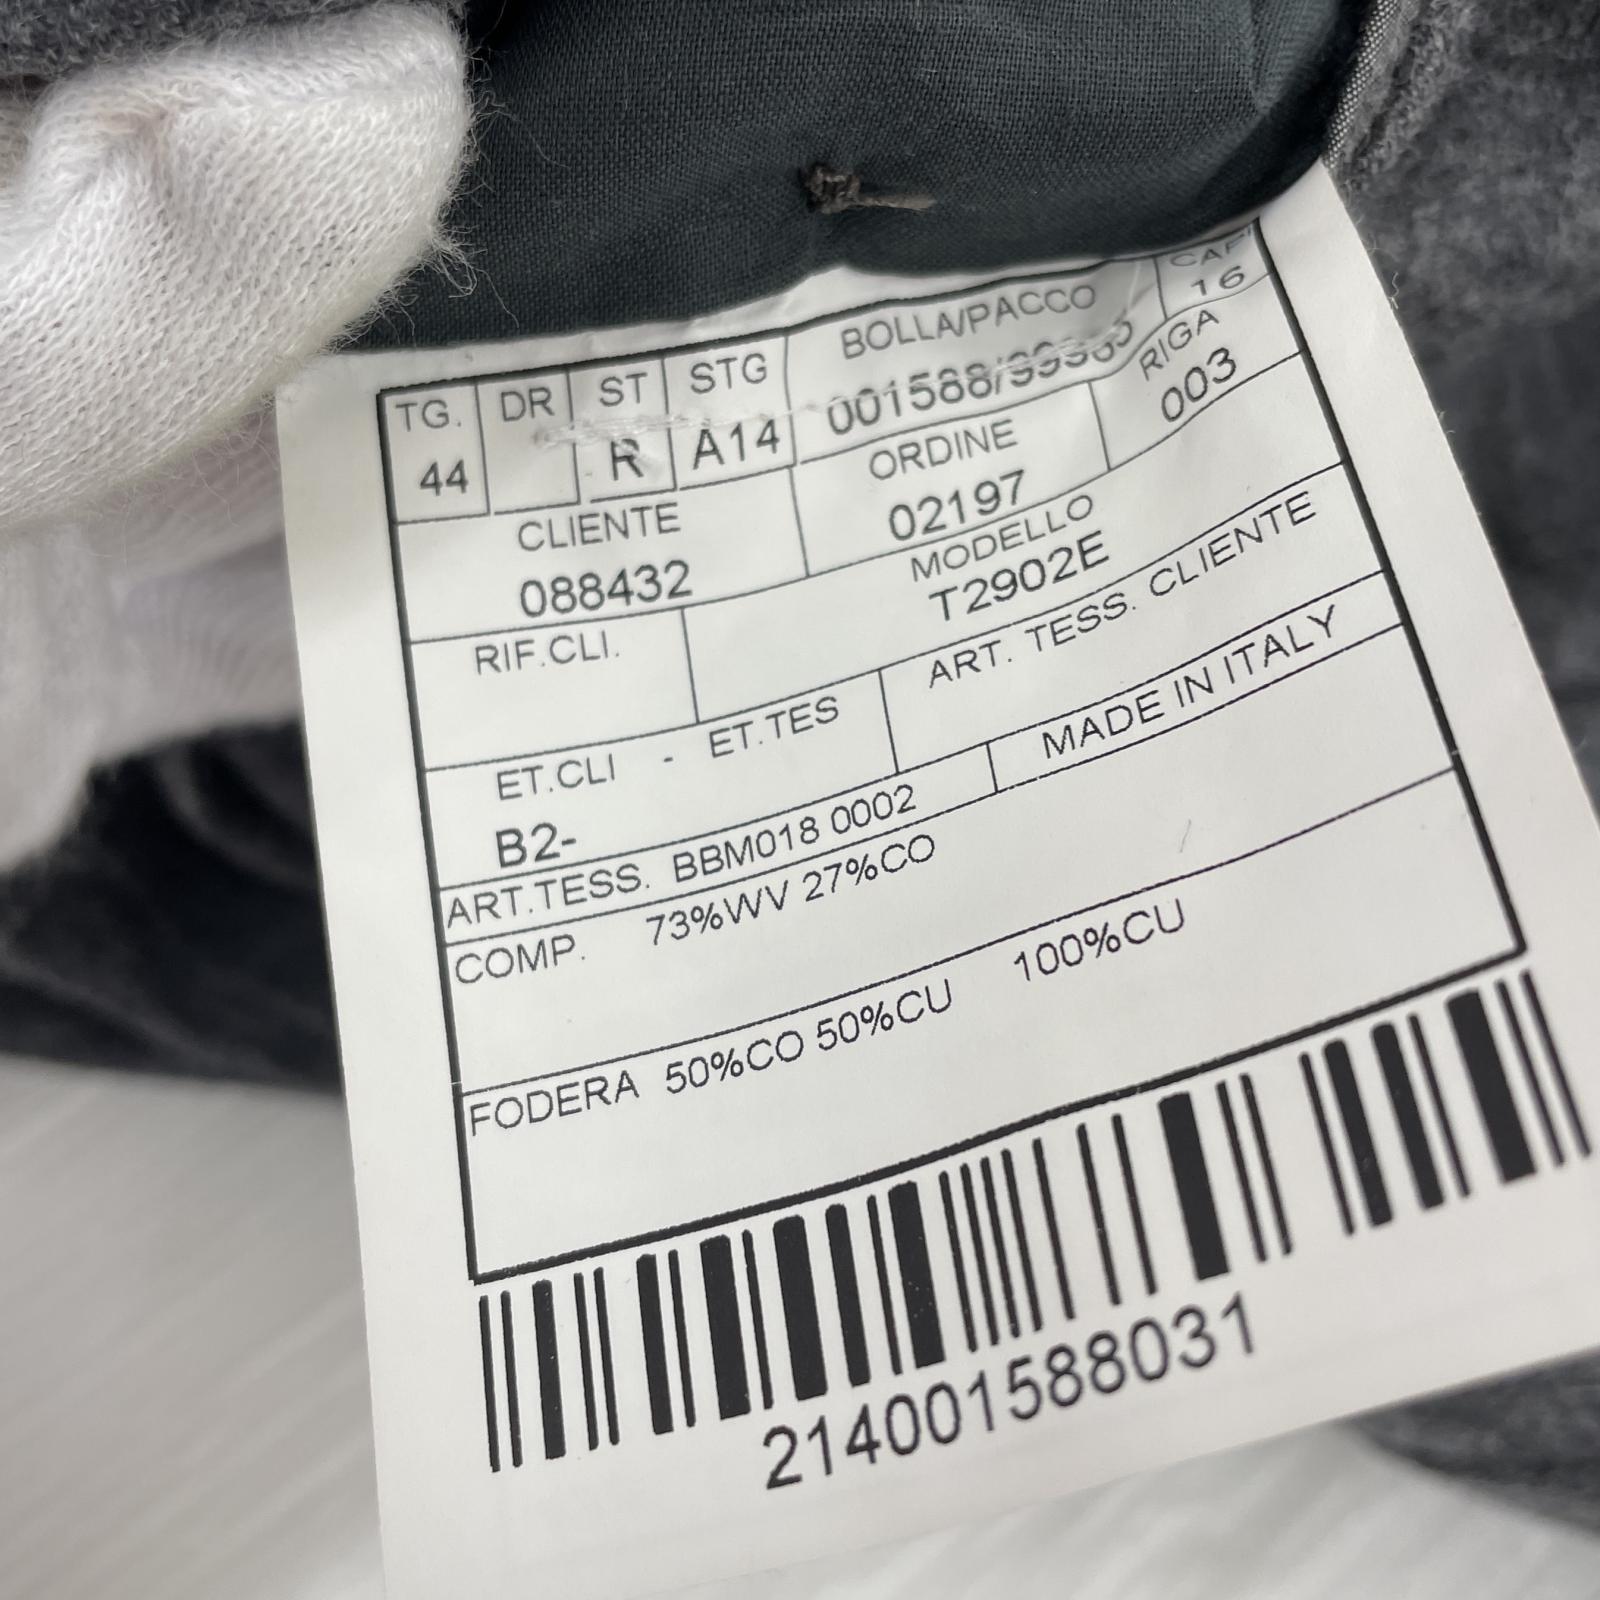 TG. DR ST STG BOLLA/PACCO
44 R A14 001588/
16
CLIENTE ORDINE RIGA
088432 02197 003
RIF.CLI. MODELLO
T2902E
ET.CLI - ET.TES ART. TESS. CLIENTE
B2-
ART.TESS. BBM018 0002 MADE IN ITALY
COMP. 73%WV 27%CO
FODERA 50%CO 50%CU 100%CU
214001588031